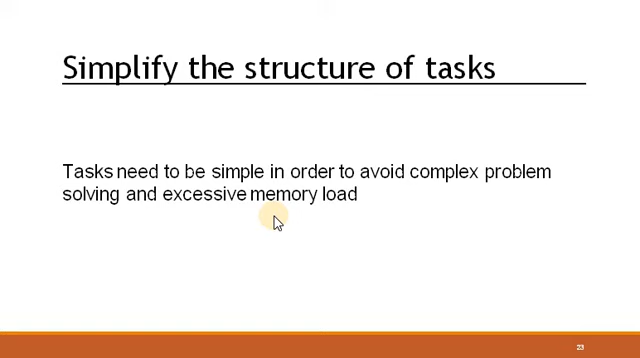 Simplify the structure of tasks
Tasks need to be simple in order to avoid complex problem
solving and excessive memory load
23